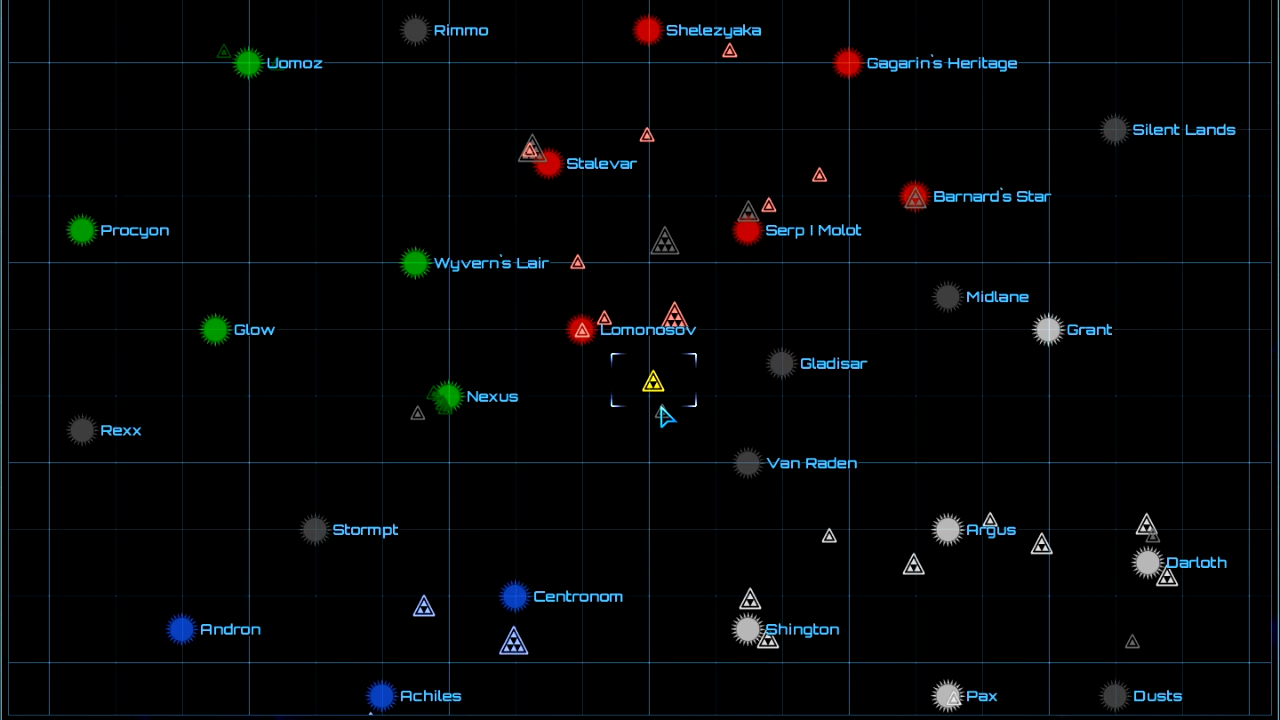 Rimmo
Shelezyaka
Uomoz
Gagarin`s Heritage
Silent Lands
Stalevar
Barnard`s Star
Procyon
Serp I Molot
Wyvern`s Lair
Midlane
Glow
Lomonosov
Grant
Gladisar
Nexus
Rexx
Van Raden
Stormpt
Argus
Darloth
Centronom
Andron
Shington
Achiles
Pax
Dusts